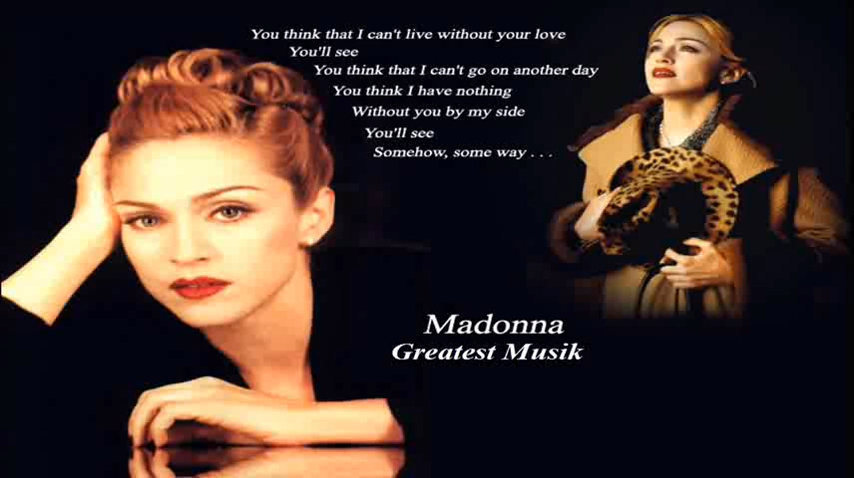 You think that I can't live without your love
You'll see
You think that I can't go on another day
You think I have nothing
Without you by my side
You'll see
Somehow, some way . . .
Madonna
Greatest Musik